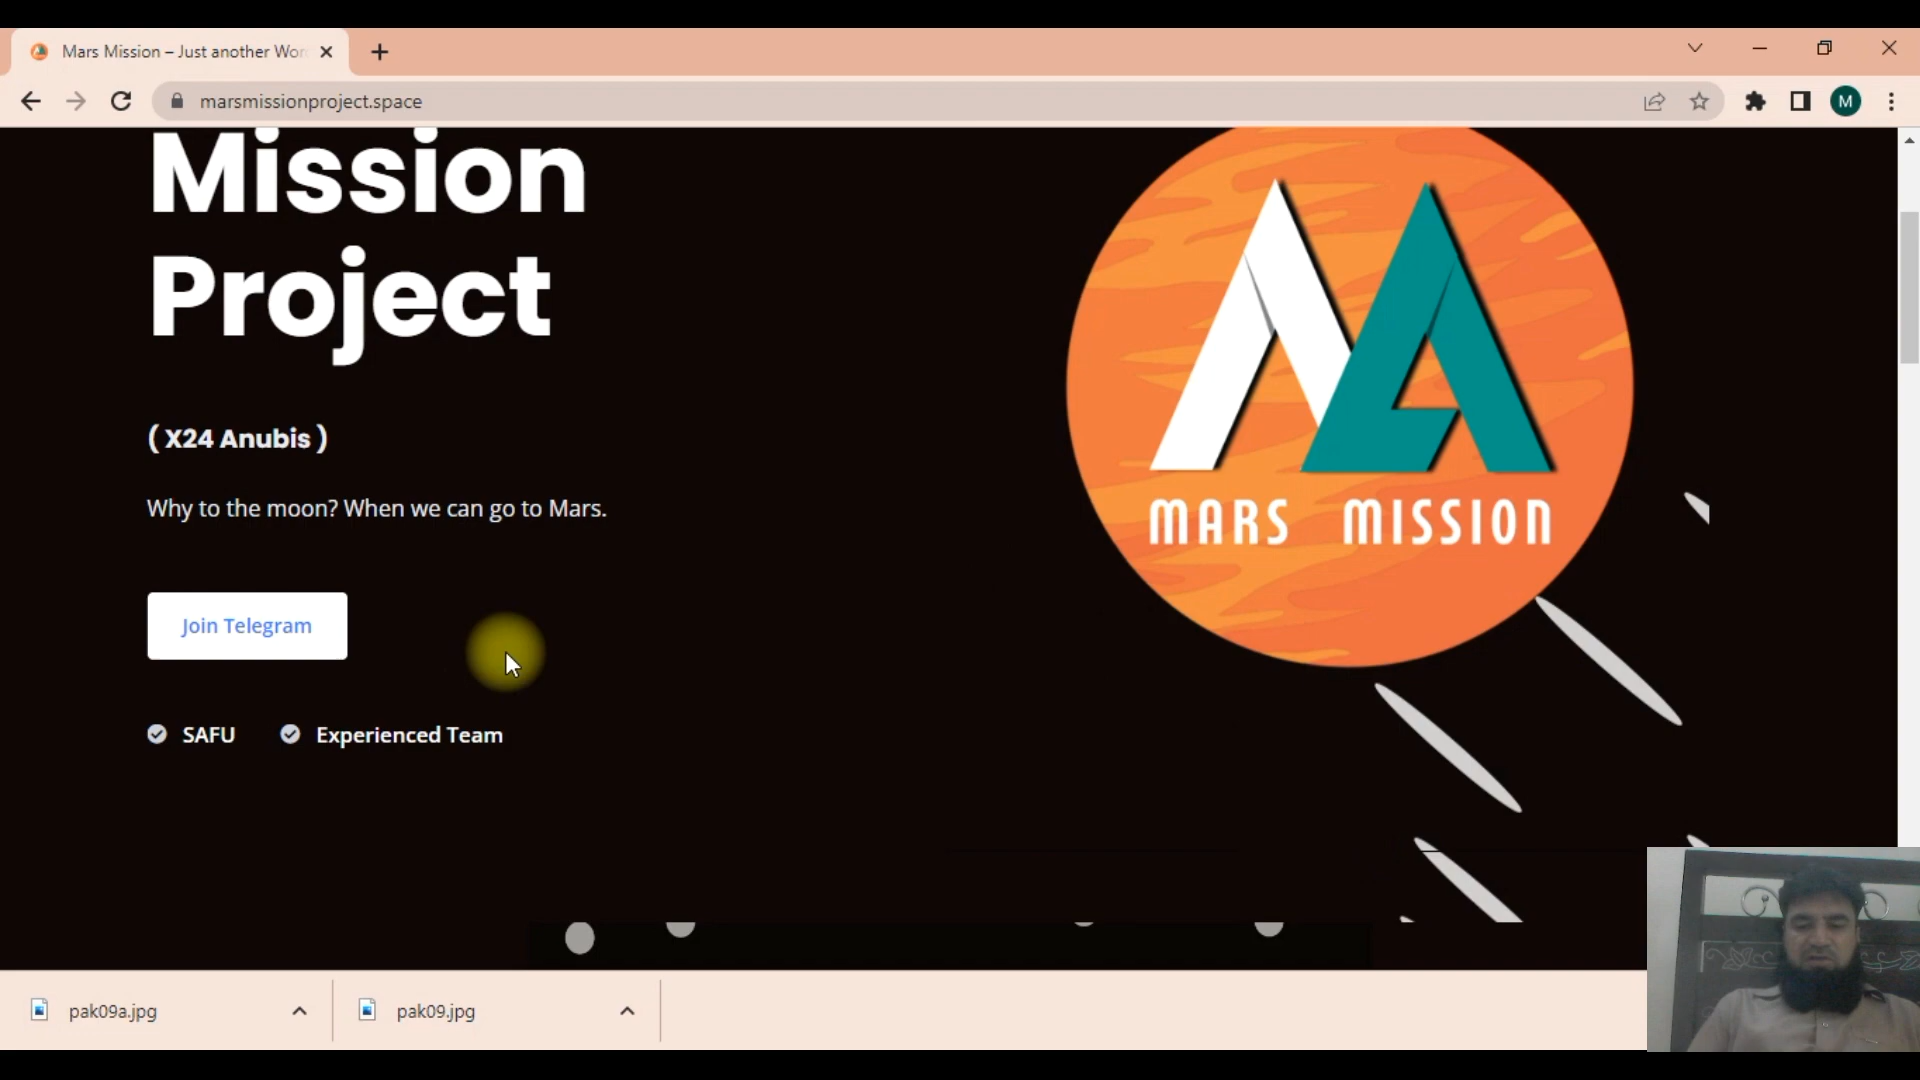 Mars Mission – Just another Wor
marsmissionproject.space
M
Mission
Project
( X24 Anubis )
Why to the moon? When we can go to Mars.
Join Telegram
SAFU
Experienced Team
MARS MISSION
pak09a.jpg
pak09.jpg